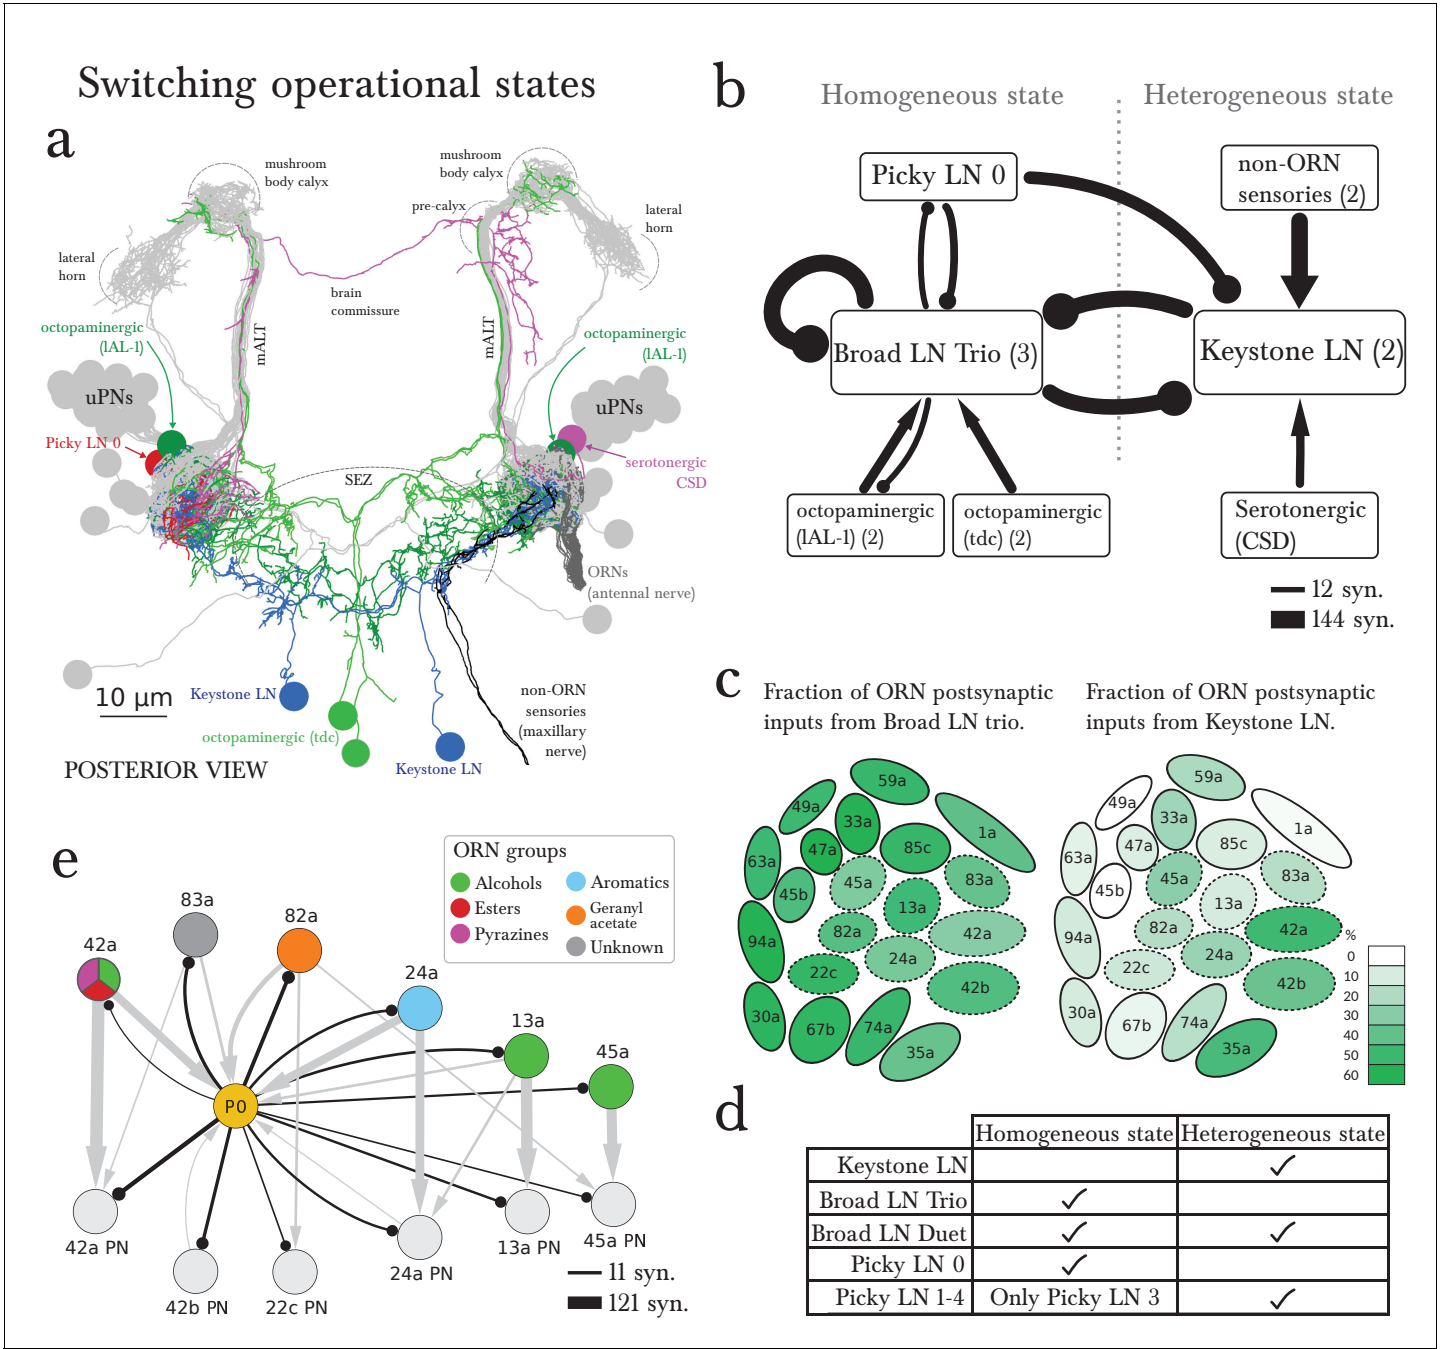 Switching operational states
a
mushroom
body calyx
mushroom
body calyx
pre-calyx
lateral
horn
lateral
horn
brain
commissure
octopaminergic
(lAL-1)
octopaminergic
(lAL-1)
mALT
mALT
uPNs
uPNs
Picky LN 0
serotonergic
CSD
SEZ
ORNs
(antennal nerve)
10 µm
Keystone LN
octopaminergic (tdc)
Keystone LN
non-ORN
sensories
(maxillary
nerve)
POSTERIOR VIEW
b
Homogeneous state
Heterogeneous state
Picky LN 0
non-ORN
sensories (2)
Broad LN Trio (3)
Keystone LN (2)
octopaminergic
(lAL-1) (2)
octopaminergic
(tdc) (2)
Serotonergic
(CSD)
12 syn.
144 syn.
c
Fraction of ORN postsynaptic
inputs from Broad LN trio.
Fraction of ORN postsynaptic
inputs from Keystone LN.
59a
49a
33a
1a
47a
85c
63a
45a
83a
45b
13a
94a
82a
42a
22c
24a
42b
30a
67b
74a
35a
59a
49a
33a
1a
47a
85c
63a
45a
83a
45b
13a
94a
82a
42a
22c
24a
42b
30a
67b
74a
35a
%
0
10
20
30
40
50
60
d
Homogeneous state Heterogeneous state
Keystone LN ✓
Broad LN Trio ✓
Broad LN Duet ✓ ✓
Picky LN 0 ✓
Picky LN 1-4 Only Picky LN 3 ✓
e
ORN groups
Alcohols
Esters
Pyrazines
Aromatics
Geranyl
acetate
Unknown
83a
82a
42a
24a
13a
45a
P0
42a PN
42b PN
22c PN
24a PN
13a PN
45a PN
11 syn.
121 syn.